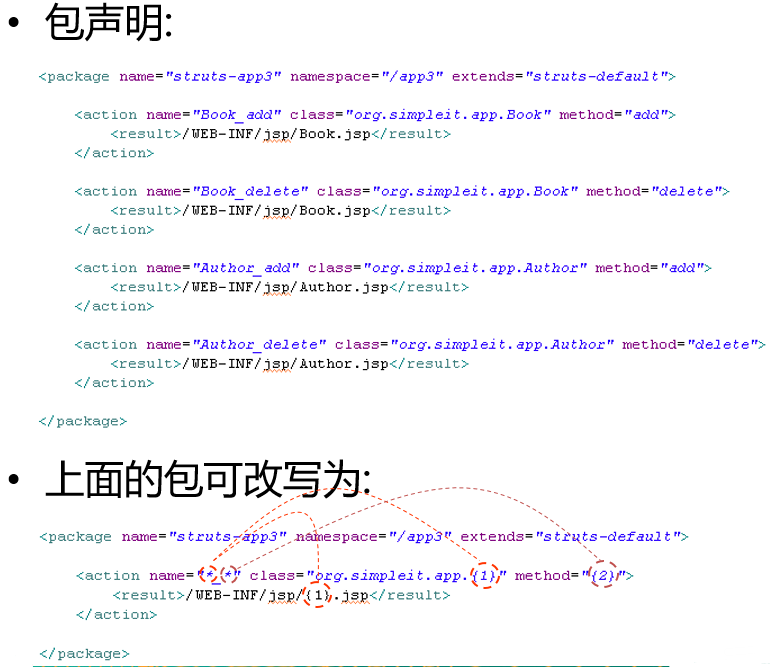 • 包声明:
<package name="struts-app3" namespace="/app3" extends="struts-default">
<action name="Book_add" class="org.simpleit.app.Book" method="add">
<result>/WEB-INF/jsp/Book.jsp</result>
</action>
<action name="Book_delete" class="org.simpleit.app.Book" method="delete">
<result>/WEB-INF/jsp/Book.jsp</result>
</action>
<action name="Author_add" class="org.simpleit.app.Author" method="add">
<result>/WEB-INF/jsp/Author.jsp</result>
</action>
<action name="Author_delete" class="org.simpleit.app.Author" method="delete">
<result>/WEB-INF/jsp/Author.jsp</result>
</action>
</package>
• 上面的包可改写为:
<package name="struts-app3" namespace="/app3" extends="struts-default">
<action name="*_*" class="org.simpleit.app.{1}" method="{2}">
<result>/WEB-INF/jsp/{1}.jsp</result>
</action>
</package>